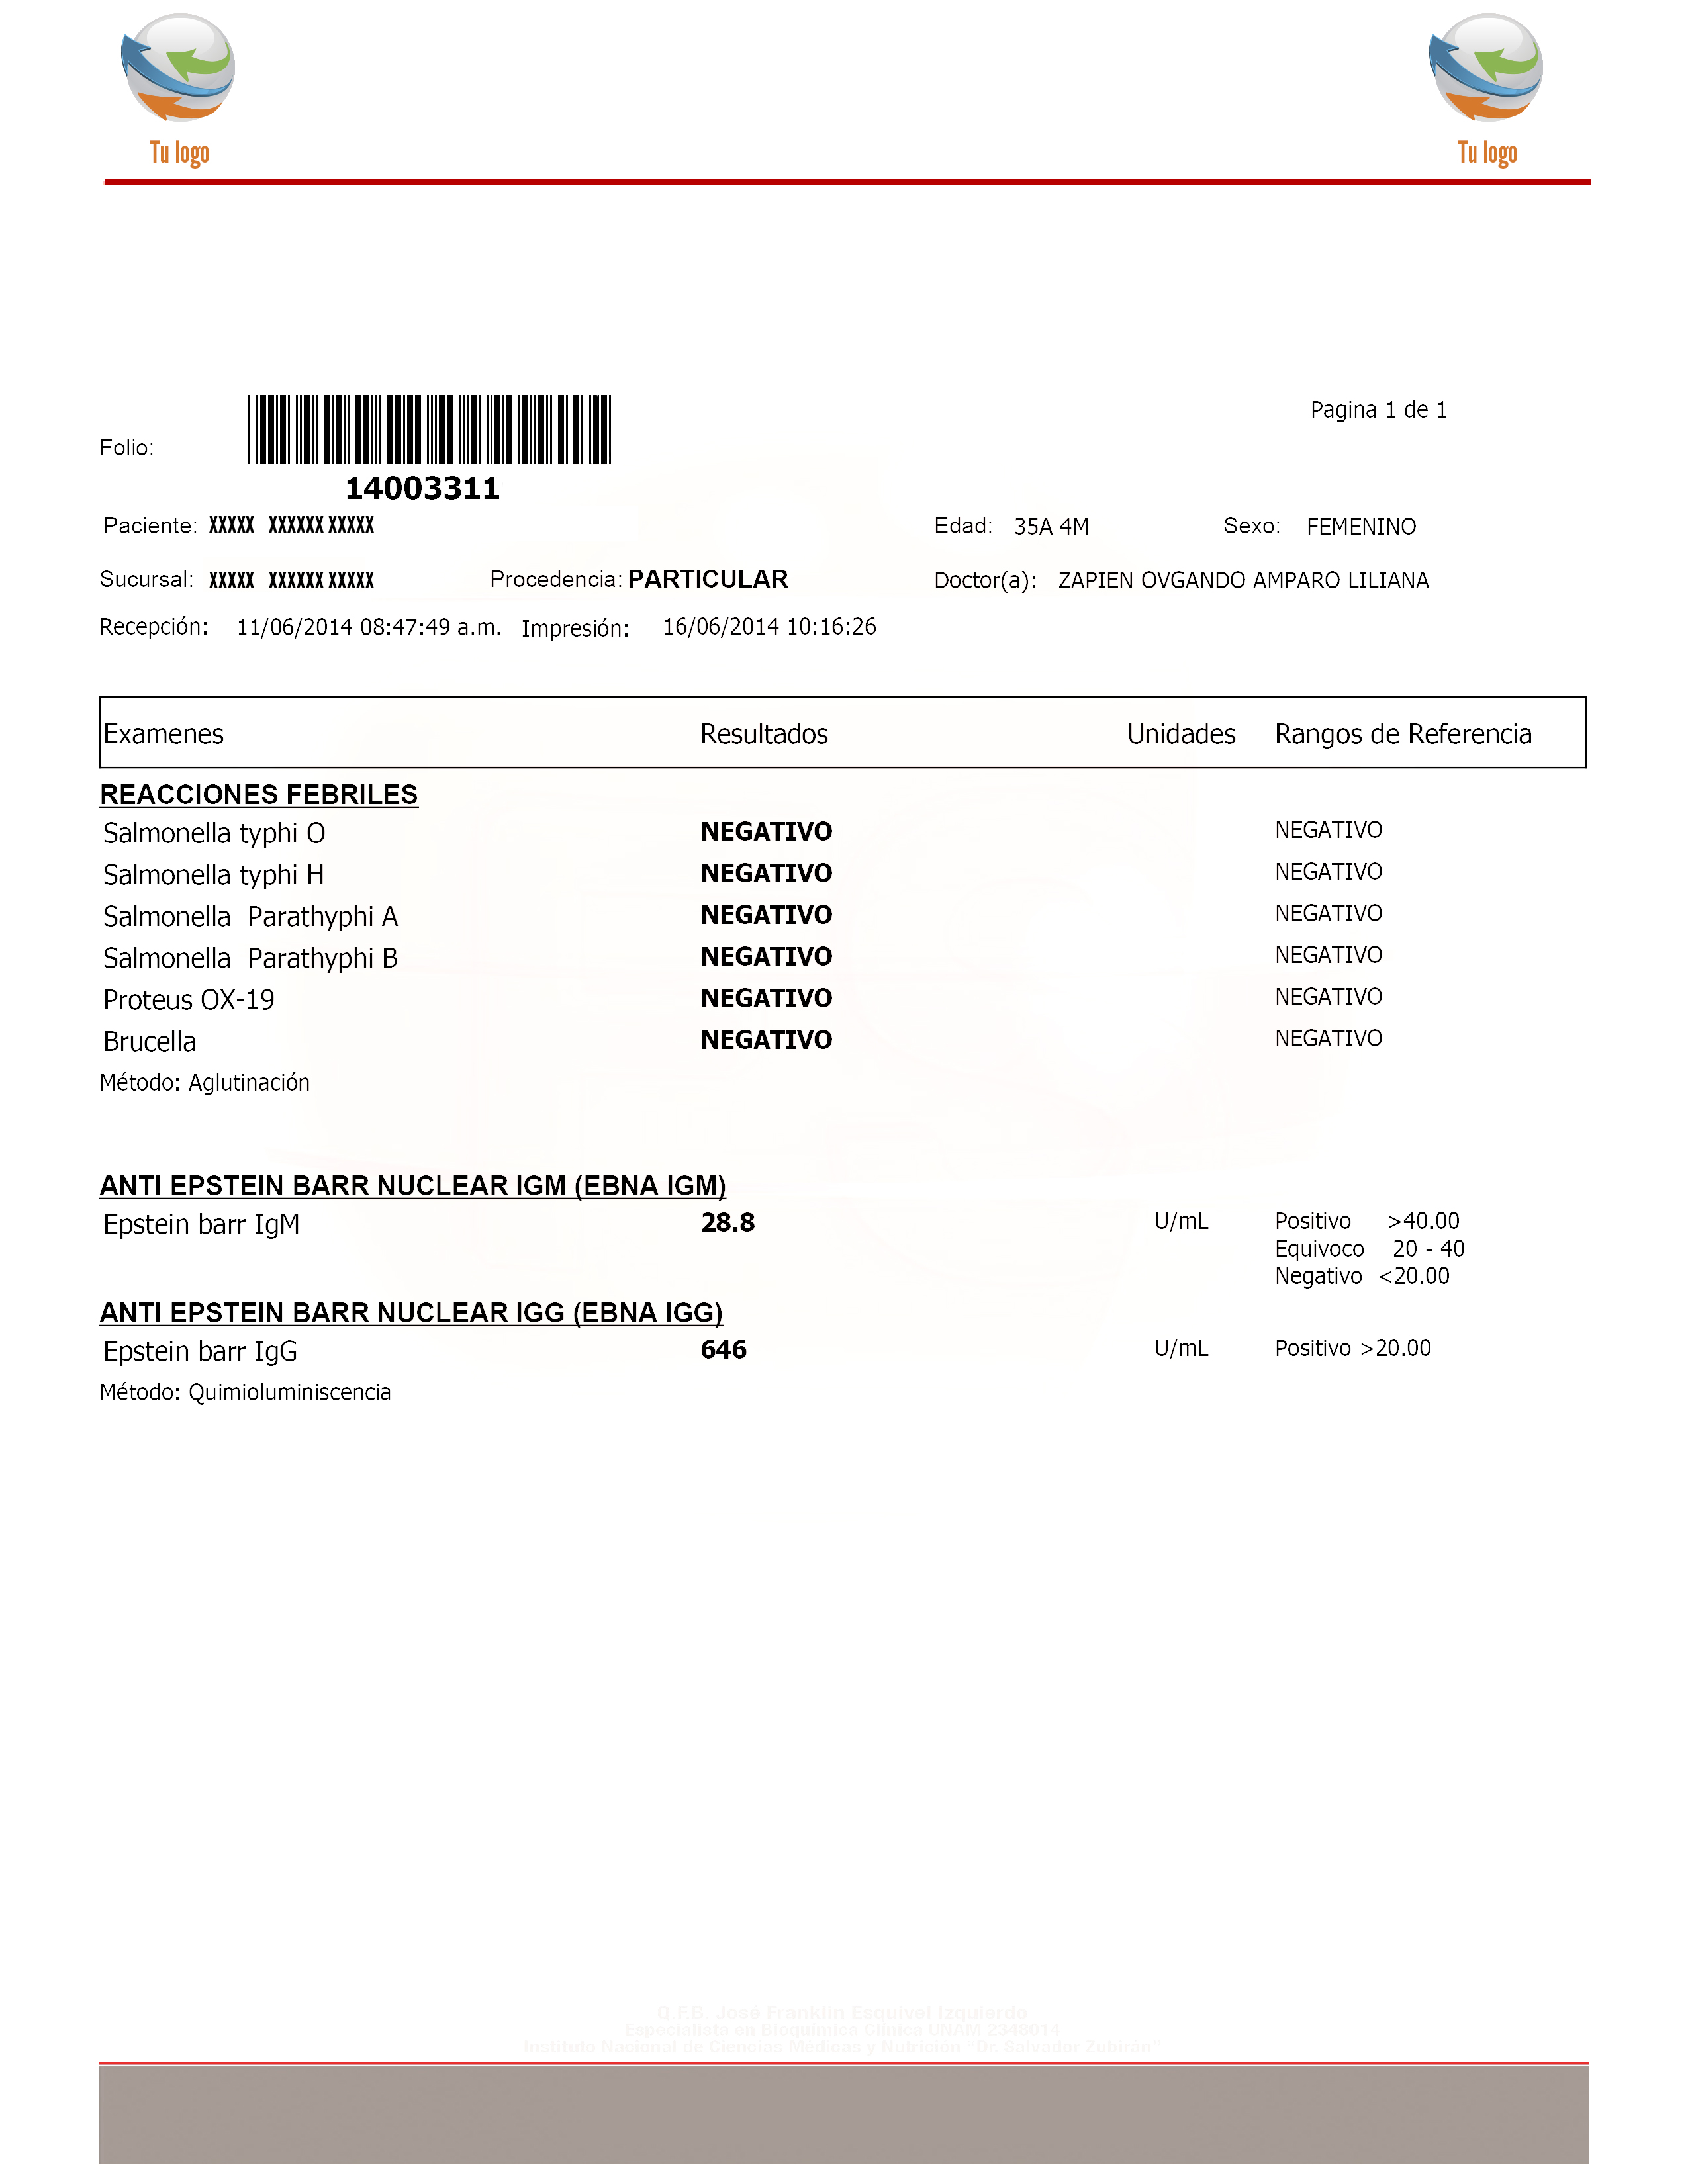 Tu logo Tu logo
Pagina 1 de 1
Folio:
14003311
Paciente: XXXXX XXXXXX XXXXX Edad: 35A 4M Sexo: FEMENINO
Sucursal: XXXXX XXXXXX XXXXX Procedencia: PARTICULAR Doctor(a): ZAPIEN OVGANDO AMPARO LILIANA
Recepción: 11/06/2014 08:47:49 a.m. Impresión: 16/06/2014 10:16:26
Examenes Resultados Unidades Rangos de Referencia
REACCIONES FEBRILES
Salmonella typhi O NEGATIVO NEGATIVO
Salmonella typhi H NEGATIVO NEGATIVO
Salmonella Parathyphi A NEGATIVO NEGATIVO
Salmonella Parathyphi B NEGATIVO NEGATIVO
Proteus OX-19 NEGATIVO NEGATIVO
Brucella NEGATIVO NEGATIVO
Método: Aglutinación
ANTI EPSTEIN BARR NUCLEAR IGM (EBNA IGM)
Epstein barr IgM 28.8 U/mL Positivo >40.00
Equivoco 20 - 40
Negativo <20.00
ANTI EPSTEIN BARR NUCLEAR IGG (EBNA IGG)
Epstein barr IgG 646 U/mL Positivo >20.00
Método: Quimioluminiscencia
Q.F.B. José Franklin Esquivel Izquierdo
Especialista en Bioquímica Clínica UNAM 2348014
Instituto Nacional de Ciencias Médicas y Nutrición "Dr. Salvador Zubirán"